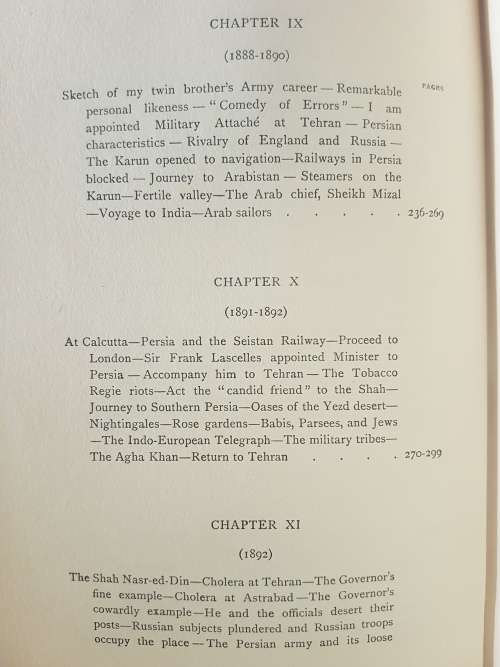 CHAPTER IX
(1888-1890)
PAGES
Sketch of my twin brother's Army career — Remarkable
personal likeness — "Comedy of Errors" — I am
appointed Military Attaché at Tehran — Persian
characteristics — Rivalry of England and Russia —
The Karun opened to navigation—Railways in Persia
blocked — Journey to Arabistan — Steamers on the
Karun—Fertile valley—The Arab chief, Sheikh Mizal
—Voyage to India—Arab sailors . . . . . 236-269
CHAPTER X
(1891-1892)
At Calcutta—Persia and the Seistan Railway—Proceed to
London—Sir Frank Lascelles appointed Minister to
Persia — Accompany him to Tehran — The Tobacco
Regie riots—Act the "candid friend" to the Shah—
Journey to Southern Persia—Oases of the Yezd desert—
Nightingales—Rose gardens—Babis, Parsees, and Jews
—The Indo-European Telegraph—The military tribes—
The Agha Khan—Return to Tehran . . . . 270-299
CHAPTER XI
(1892)
The Shah Nasr-ed-Din—Cholera at Tehran—The Governor's
fine example—Cholera at Astrabad—The Governor's
cowardly example—He and the officials desert their
posts—Russian subjects plundered and Russian troops
occupy the place — The Persian army and its loose